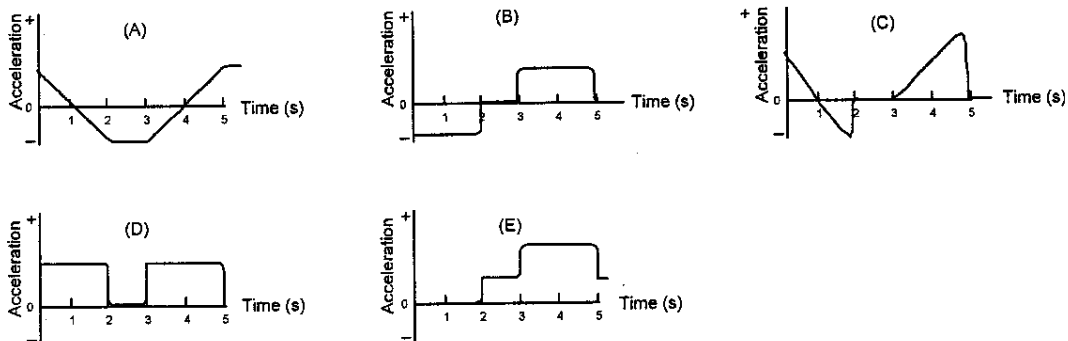 (A)
+
Acceleration
0
1 2 3 4 5
Time (s)
–
(B)
+
Acceleration
0
1 2 3 4 5
Time (s)
–
(C)
+
Acceleration
0
1 2 3 4 5
Time (s)
–
(D)
+
Acceleration
0
1 2 3 4 5
Time (s)
–
(E)
+
Acceleration
0
1 2 3 4 5
Time (s)
–